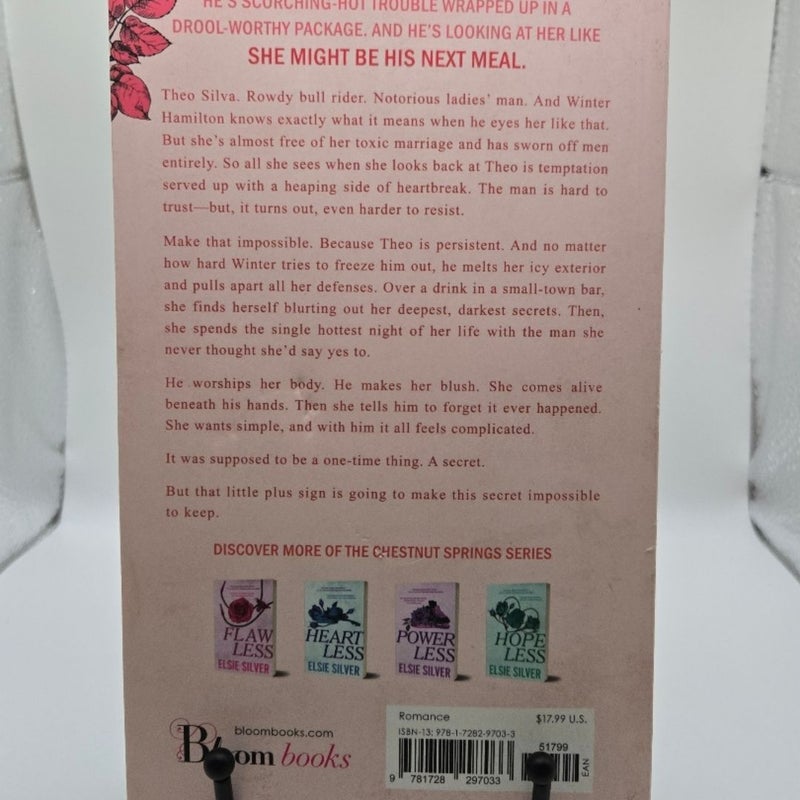 HE'S SCORCHING-HOT TROUBLE WRAPPED UP IN A
DROOL-WORTHY PACKAGE. AND HE'S LOOKING AT HER LIKE
SHE MIGHT BE HIS NEXT MEAL.
Theo Silva. Rowdy bull rider. Notorious ladies' man. And Winter
Hamilton knows exactly what it means when he eyes her like that.
But she's almost free of her toxic marriage and has sworn off men
entirely. So all she sees when she looks back at Theo is temptation
served up with a heaping side of heartbreak. The man is hard to
trust—but, it turns out, even harder to resist.
Make that impossible. Because Theo is persistent. And no matter
how hard Winter tries to freeze him out, he melts her icy exterior
and pulls apart all her defenses. Over a drink in a small-town bar,
she finds herself blurting out her deepest, darkest secrets. Then,
she spends the single hottest night of her life with the man she
never thought she'd say yes to.
He worships her body. He makes her blush. She comes alive
beneath his hands. Then she tells him to forget it ever happened.
She wants simple, and with him it all feels complicated.
It was supposed to be a one-time thing. A secret.
But that little plus sign is going to make this secret impossible
to keep.
DISCOVER MORE OF THE CHESTNUT SPRINGS SERIES
FLAW
LESS
ELSIE SILVER
HEART
LESS
ELSIE SILVER
POWER
LESS
ELSIE SILVER
HOPE
LESS
ELSIE SILVER
bloombooks.com
Bloom books
Romance $17.99 U.S.
ISBN-13: 978-1-7282-9703-3
51799
EAN
9 781728 297033